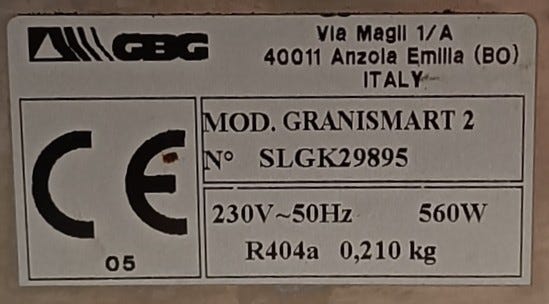 GBG
Via Magli 1/A
40011 Anzola Emilia (BO)
ITALY
CE
05
MOD. GRANISMART 2
N° SLGK29895
230V~50Hz 560W
R404a 0,210 kg